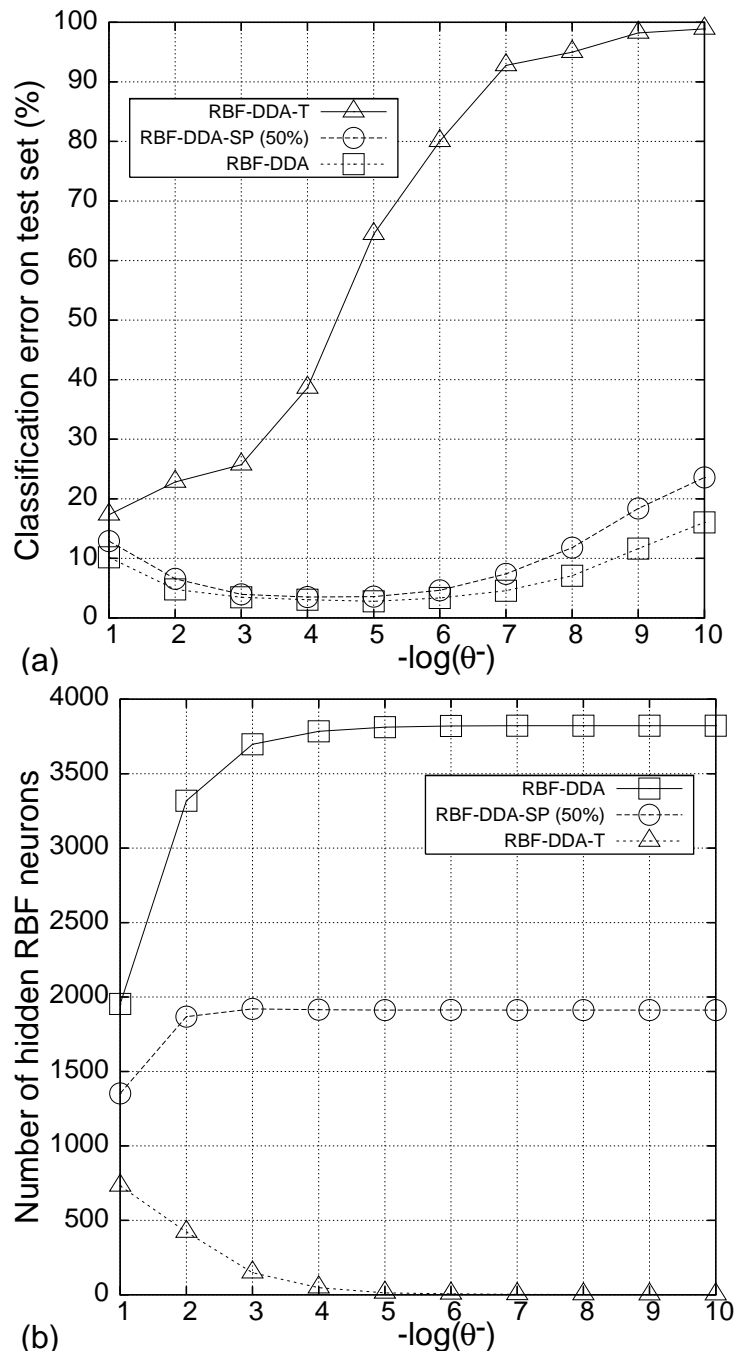 100
90
80
70
60
50
40
30
20
10
0
Classification error on test set (%)
RBF-DDA-T
RBF-DDA-SP (50%)
RBF-DDA
1 2 3 4 5 6 7 8 9 10
(a) -log(θ-)
4000
3500
3000
2500
2000
1500
1000
500
0
Number of hidden RBF neurons
RBF-DDA
RBF-DDA-SP (50%)
RBF-DDA-T
1 2 3 4 5 6 7 8 9 10
(b) -log(θ-)